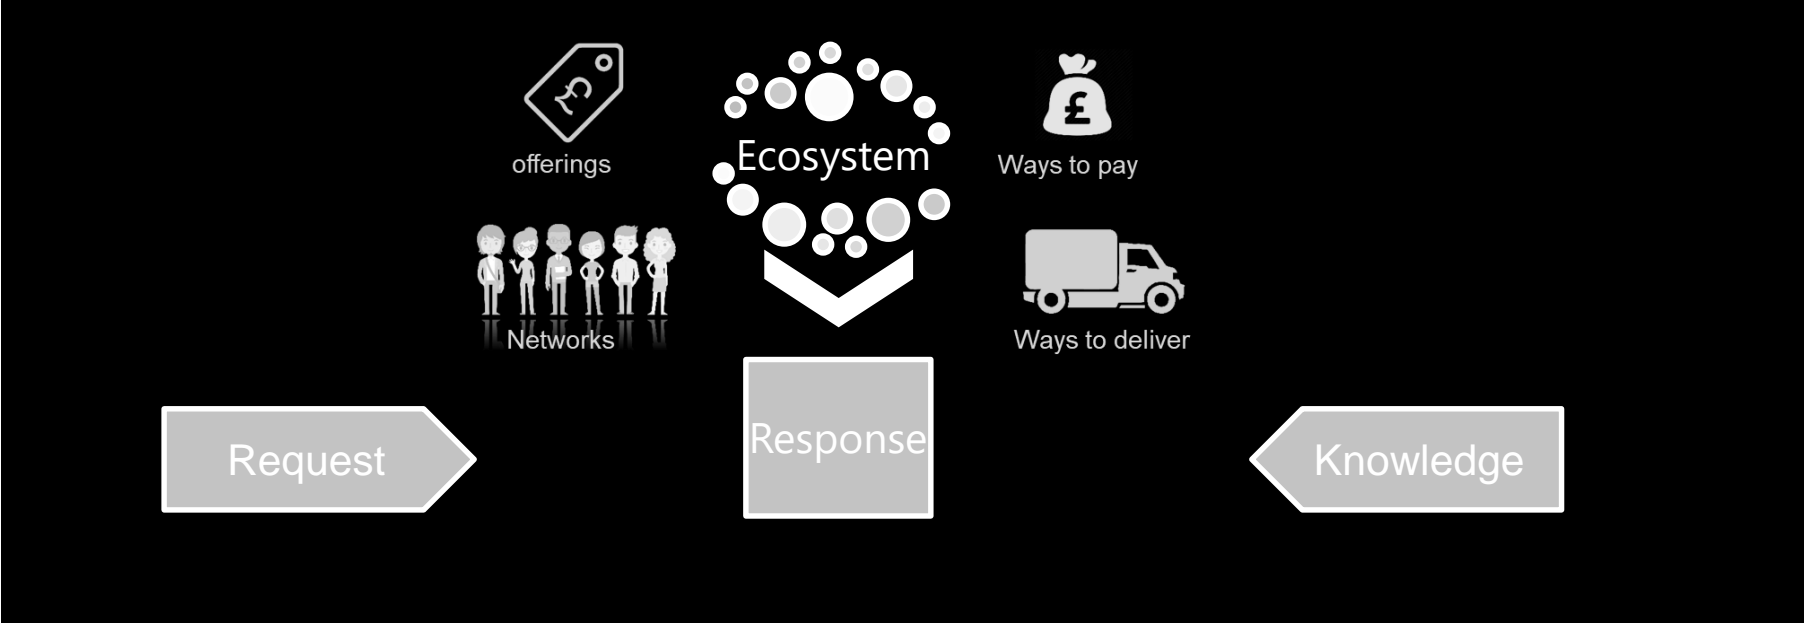 £
£
offerings
Ecosystem
Ways to pay
Networks
Ways to deliver
Request
Response
Knowledge